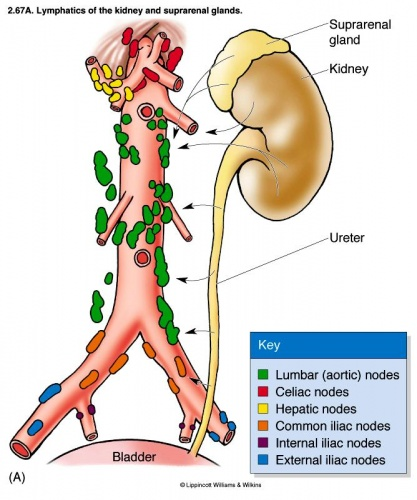 2.67A. Lymphatics of the kidney and suprarenal glands.
Suprarenal
gland
Kidney
Ureter
Key
Lumbar (aortic) nodes
Celiac nodes
Hepatic nodes
Common iliac nodes
Internal iliac nodes
External iliac nodes
Bladder
(A)
© Lippincott Williams & Wilkins